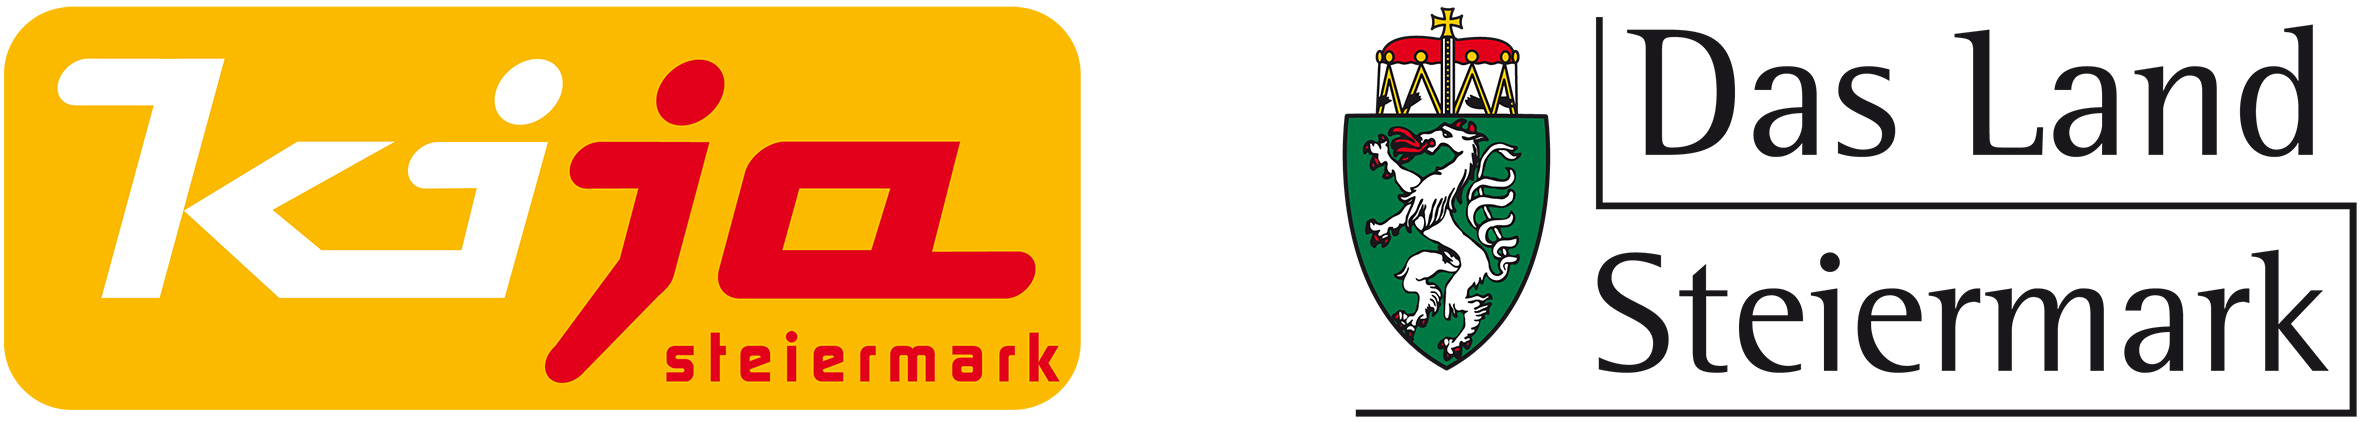 kija
steiermark
Das Land
Steiermark